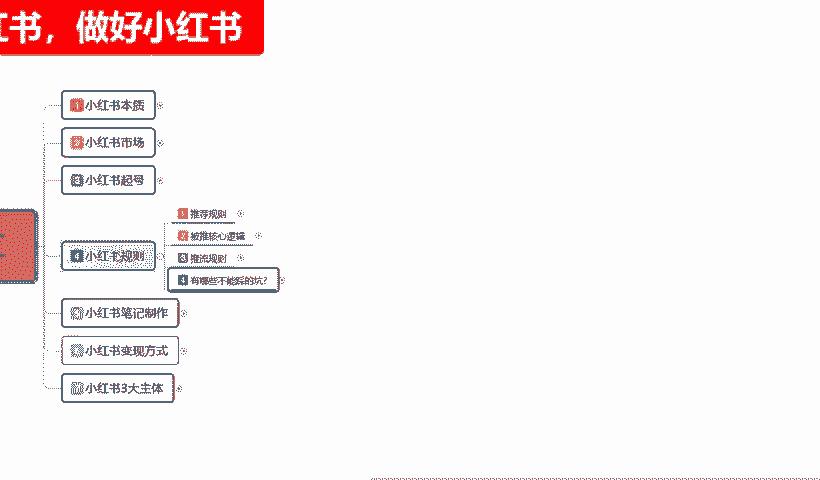 书，做好小红书
1 小红书本质
2 小红书市场
3 小红书起号
4 小红书规则
1 推荐规则
2 被推核心逻辑
3 推流规则
4 有哪些不能踩的坑？
小红书笔记制作
小红书变现方式
小红书3大主体